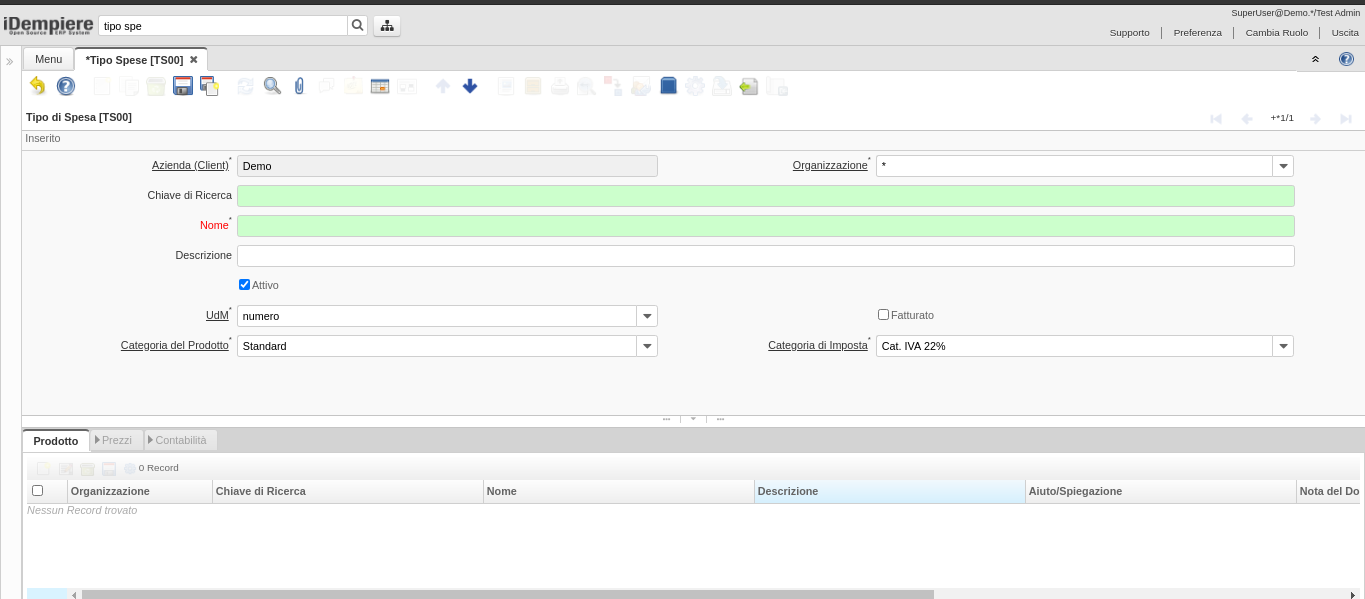 SuperUser@Demo.*/Test Admin
iDempiere
Open Source ERP System
tipo spe
Supporto | Preferenza | Cambia Ruolo | Uscita
»
Menu
*Tipo Spese [TS00] ✖
Tipo di Spesa [TS00]
+*1/1
Inserito
Azienda (Client)* Demo
Organizzazione* *
Chiave di Ricerca
Nome*
Descrizione
Attivo
UdM* numero
Fatturato
Categoria del Prodotto* Standard
Categoria di Imposta* Cat. IVA 22%
Prodotto
Prezzi
Contabilità
0 Record
Organizzazione Chiave di Ricerca Nome Descrizione Aiuto/Spiegazione Nota del Do
Nessun Record trovato